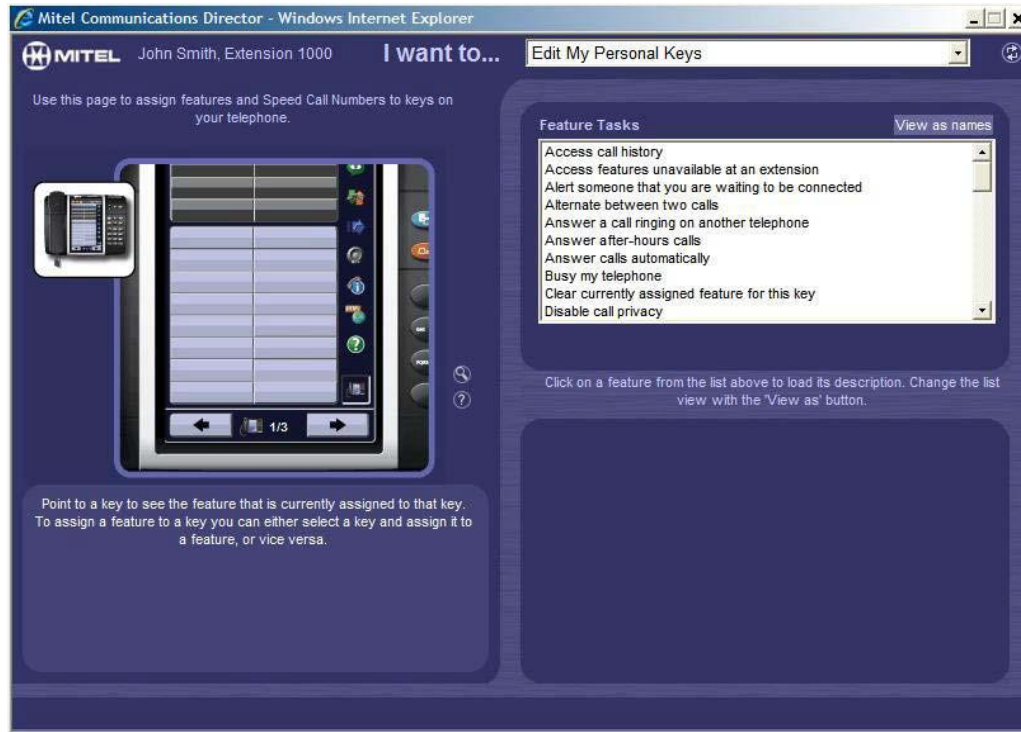 Mitel Communications Director - Windows Internet Explorer
MITEL
John Smith, Extension 1000
I want to...
Edit My Personal Keys
Use this page to assign features and Speed Call Numbers to keys on
your telephone.
1/3
Point to a key to see the feature that is currently assigned to that key.
To assign a feature to a key you can either select a key and assign it to
a feature, or vice versa.
Feature Tasks
View as names
Access call history
Access features unavailable at an extension
Alert someone that you are waiting to be connected
Alternate between two calls
Answer a call ringing on another telephone
Answer after-hours calls
Answer calls automatically
Busy my telephone
Clear currently assigned feature for this key
Disable call privacy
Click on a feature from the list above to load its description. Change the list
view with the 'View as' button.